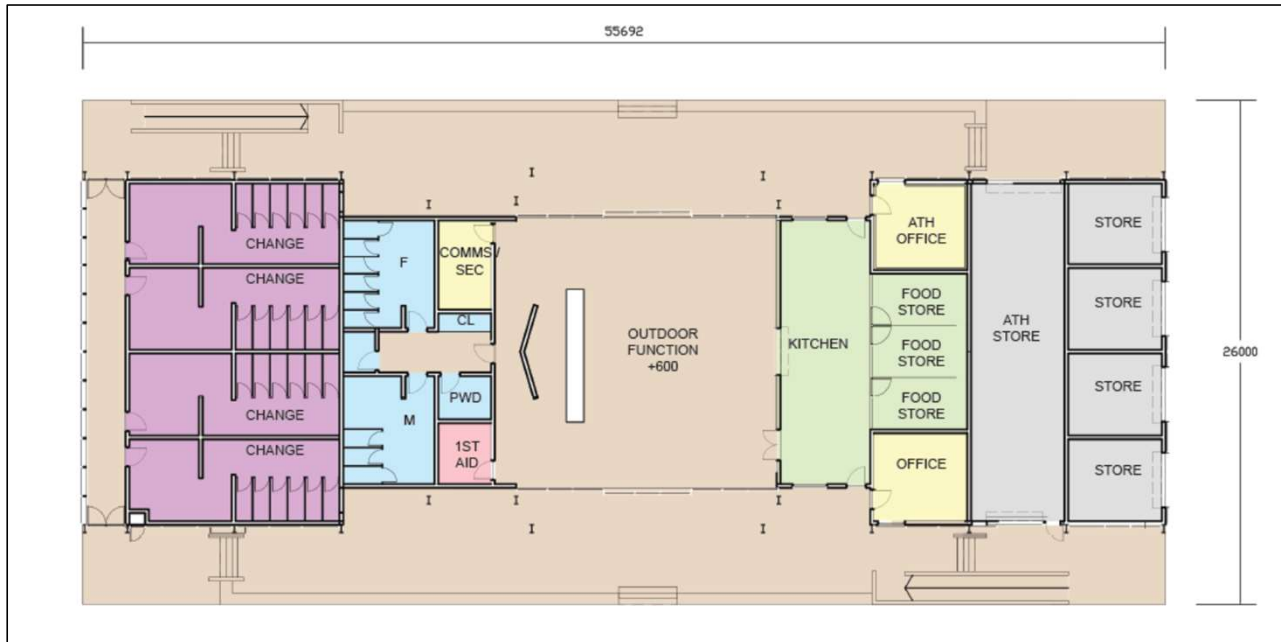 55692
CHANGE
CHANGE
CHANGE
CHANGE
F
COMMS/
SEC
CL
PWD
M
1ST
AID
OUTDOOR
FUNCTION
+600
KITCHEN
ATH
OFFICE
FOOD
STORE
FOOD
STORE
FOOD
STORE
OFFICE
ATH
STORE
STORE
STORE
STORE
STORE
26000